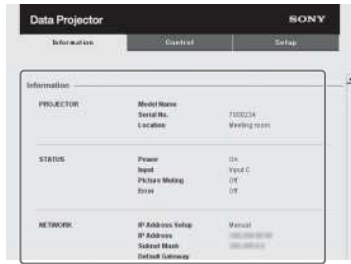 Data Projector SONY
Information Control Setup
Information
PROJECTOR Model Name
Serial No. 7000234
Location Meeting room
STATUS Power On
Input Input C
Picture Muting Off
Error Off
NETWORK IP Address Setup Manual
IP Address
Subnet Mask
Default Gateway